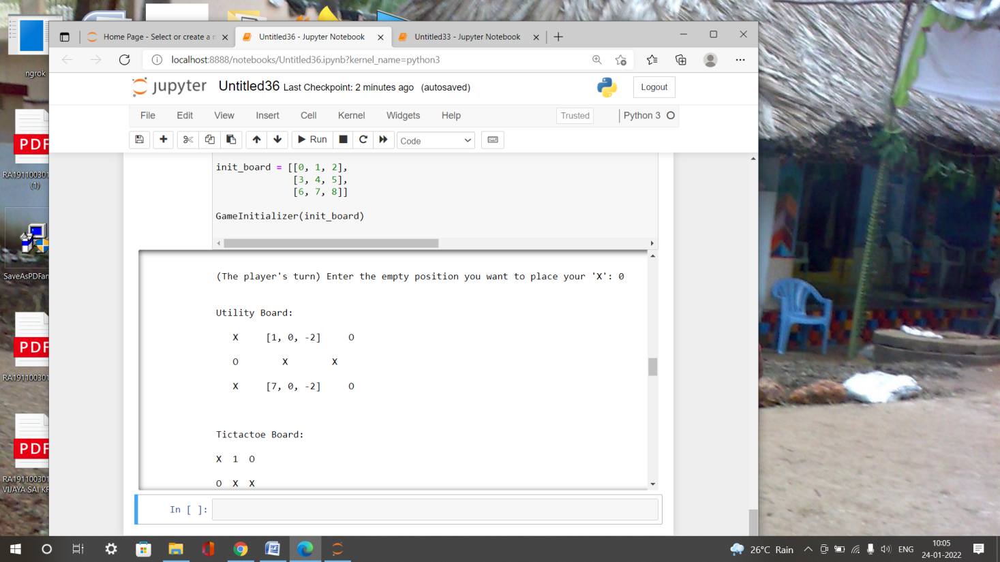 Home Page - Select or create a n
Untitled36 - Jupyter Notebook
Untitled33 - Jupyter Notebook
localhost:8888/notebooks/Untitled36.ipynb?kernel_name=python3
ngrok
jupyter Untitled36 Last Checkpoint: 2 minutes ago (autosaved)
Logout
File Edit View Insert Cell Kernel Widgets Help
Trusted
Python 3
Run
Code
PDF
RA191100301
(1)
SaveAsPDFan
PDF
RA191100301
PDF
RA191100301
VIJAYA SAI KR
init_board = [[0, 1, 2],
[3, 4, 5],
[6, 7, 8]]
GameInitializer(init_board)
(The player's turn) Enter the empty position you want to place your 'X': 0
Utility Board:
X [1, 0, -2] O
O X X
X [7, 0, -2] O
Tictactoe Board:
X 1 O
O X X
In [ ]:
26°C Rain
ENG
10:05
24-01-2022